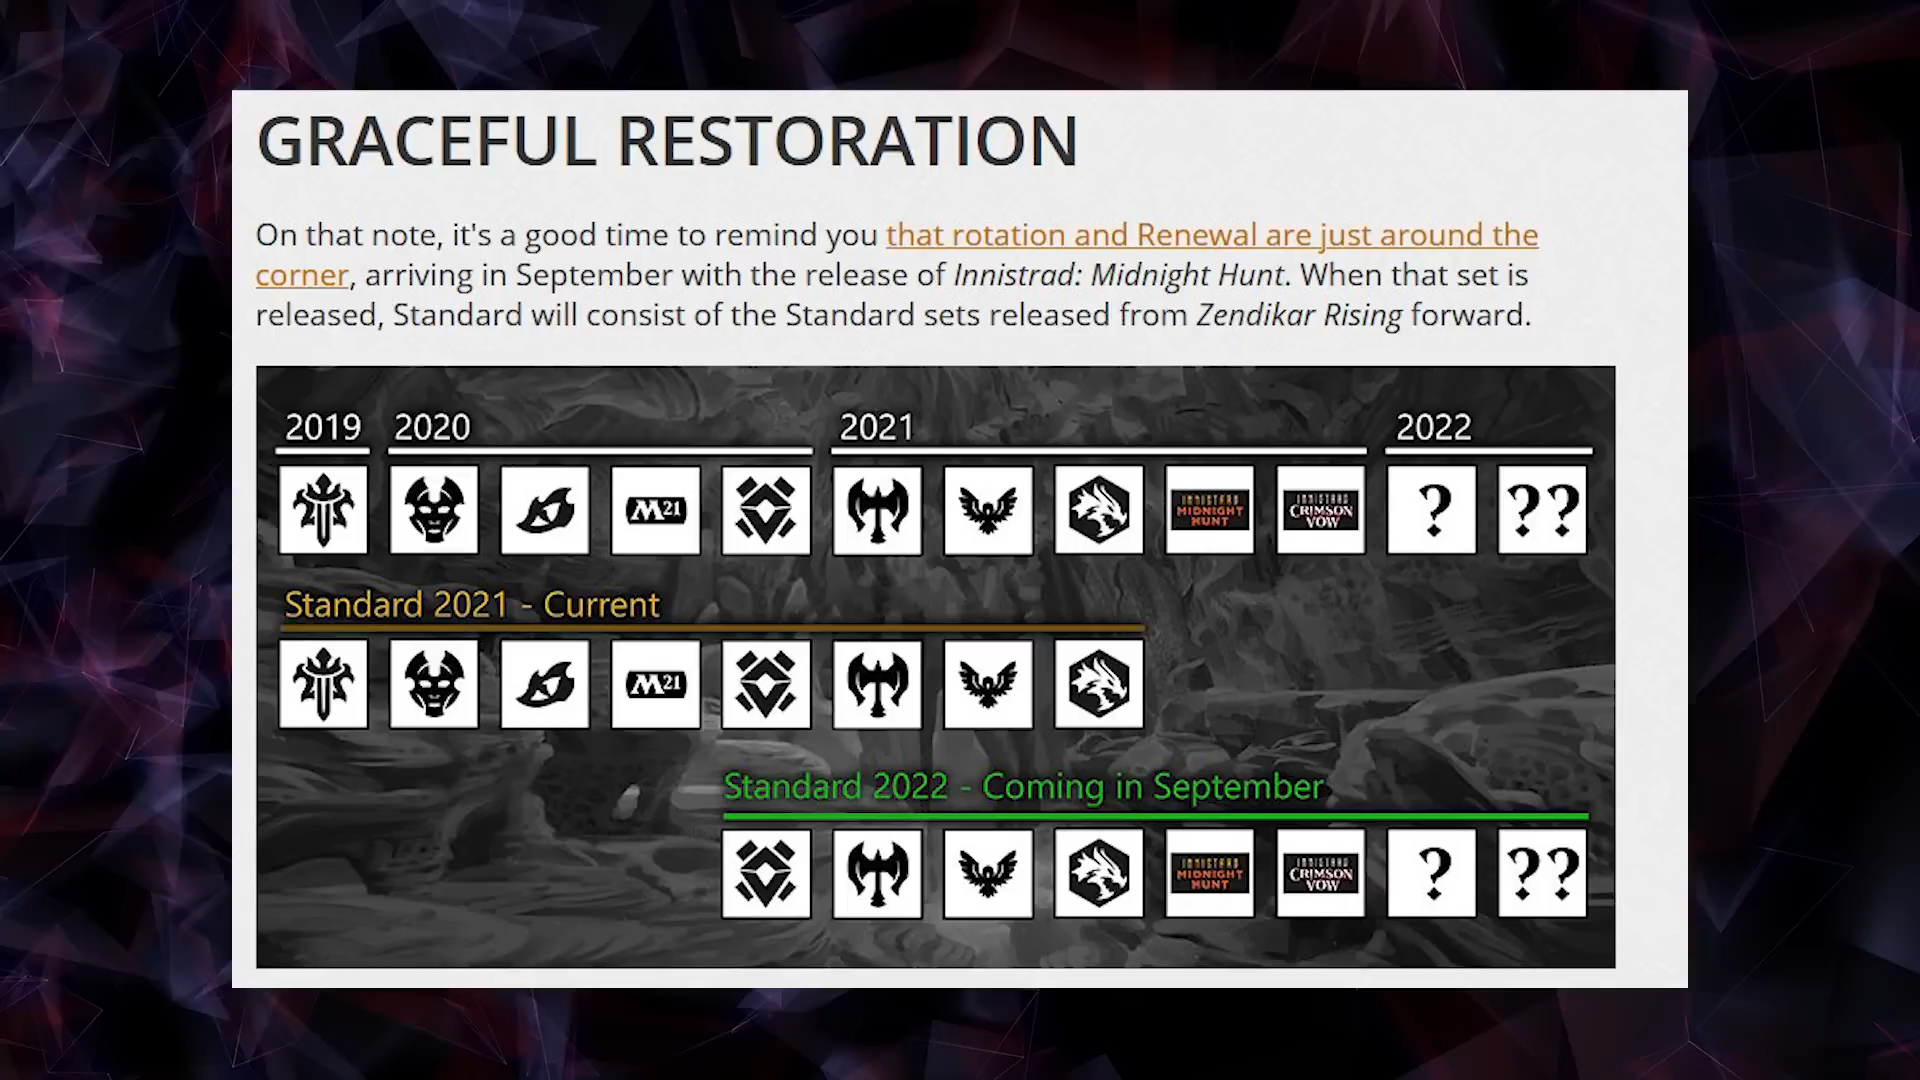 GRACEFUL RESTORATION
On that note, it's a good time to remind you that rotation and Renewal are just around the
corner, arriving in September with the release of Innistrad: Midnight Hunt. When that set is
released, Standard will consist of the Standard sets released from Zendikar Rising forward.
2019 2020 2021 2022
M21 INNISTRAD MIDNIGHT HUNT INNISTRAD CRIMSON VOW ? ??
Standard 2021 - Current
M21
Standard 2022 - Coming in September
INNISTRAD MIDNIGHT HUNT INNISTRAD CRIMSON VOW ? ??